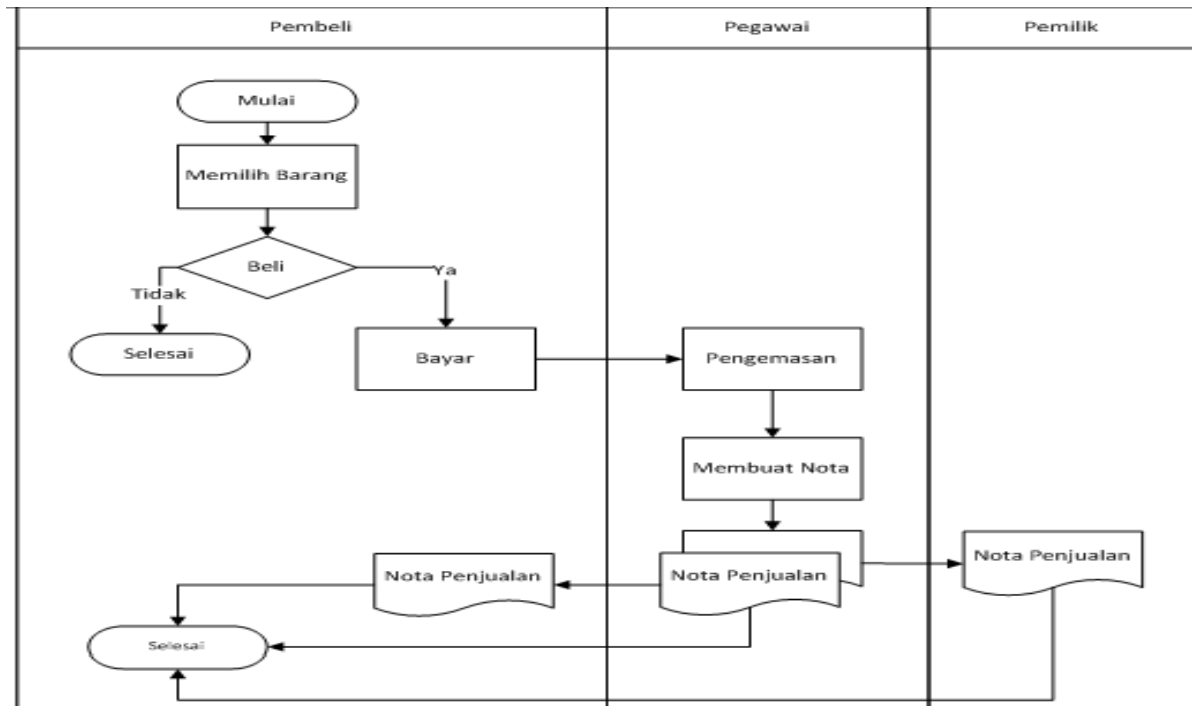 Pembeli
Pegawai
Pemilik
Mulai
Memilih Barang
Beli
Ya
Tidak
Selesai
Bayar
Pengemasan
Membuat Nota
Nota Penjualan
Nota Penjualan
Nota Penjualan
Selesai